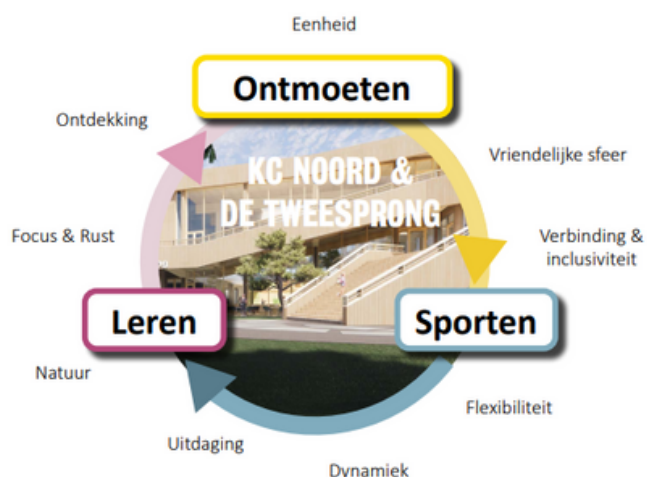 Eenheid
Ontmoeten
Ontdekking
Vriendelijke sfeer
KC NOORD &
DE TWEESPRONG
Focus & Rust
Verbinding &
inclusiviteit
Leren
Sporten
Natuur
Flexibiliteit
Uitdaging
Dynamiek